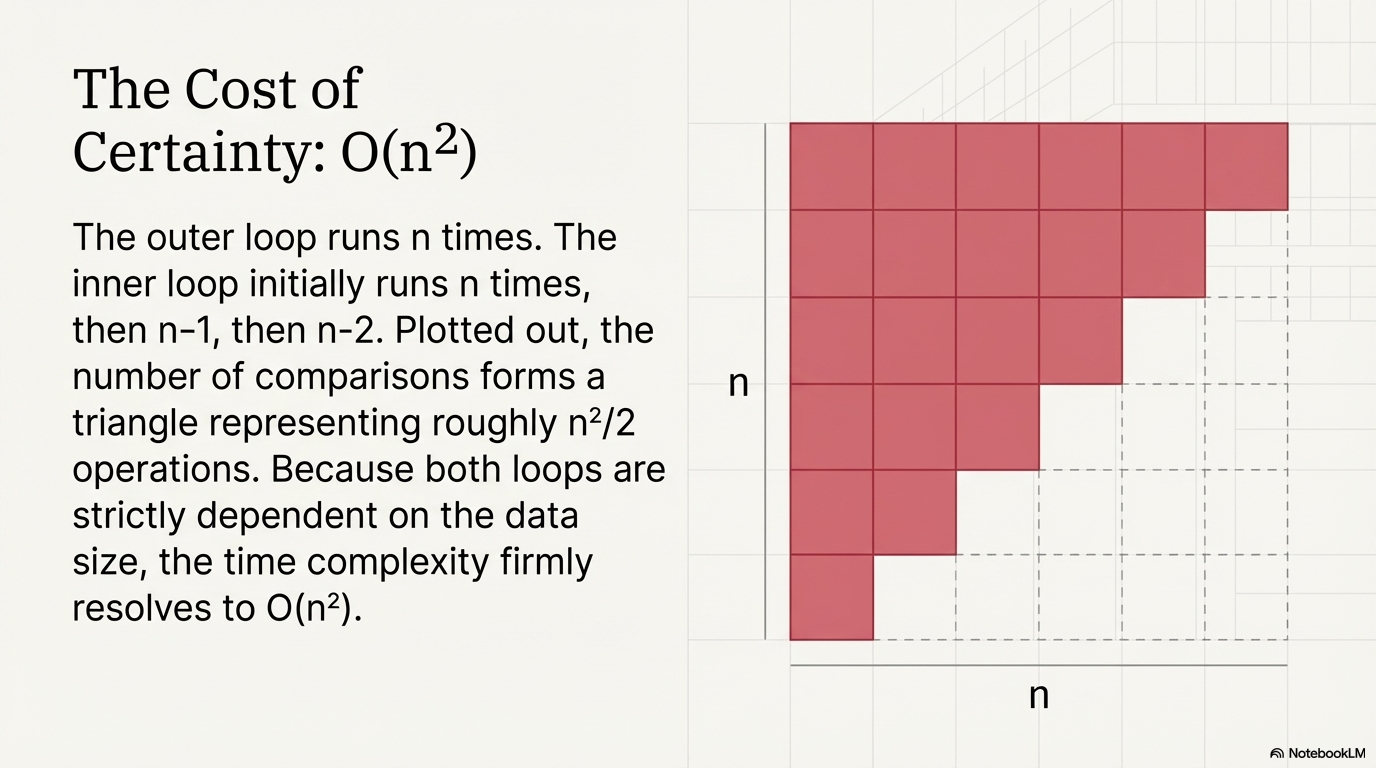 The Cost of
Certainty: O(n²)
The outer loop runs n times. The
inner loop initially runs n times,
then n–1, then n-2. Plotted out, the
number of comparisons forms a
triangle representing roughly n²/2
operations. Because both loops are
strictly dependent on the data
size, the time complexity firmly
resolves to O(n²).
n
n
NotebookLM